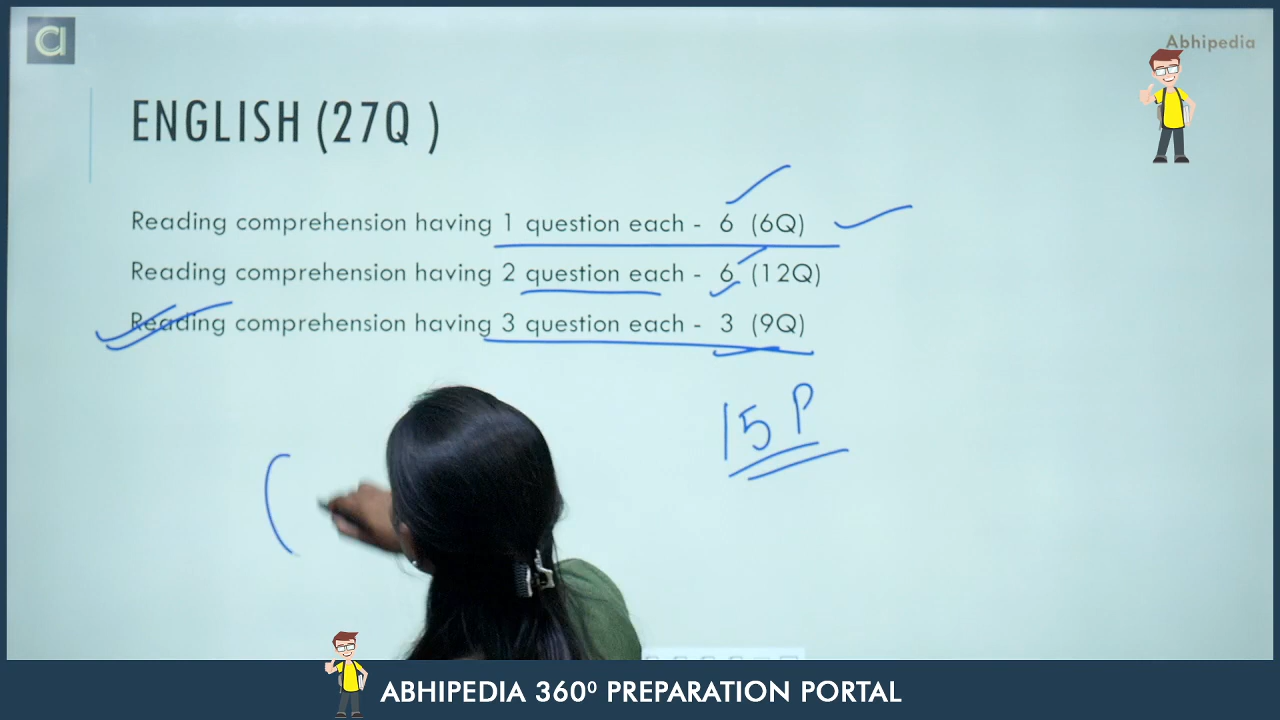 a
Abhipedia
ENGLISH (27Q )
Reading comprehension having 1 question each - 6 (6Q)
Reading comprehension having 2 question each - 6 (12Q)
Reading comprehension having 3 question each - 3 (9Q)
15 P
(
ABHIPEDIA 360⁰ PREPARATION PORTAL